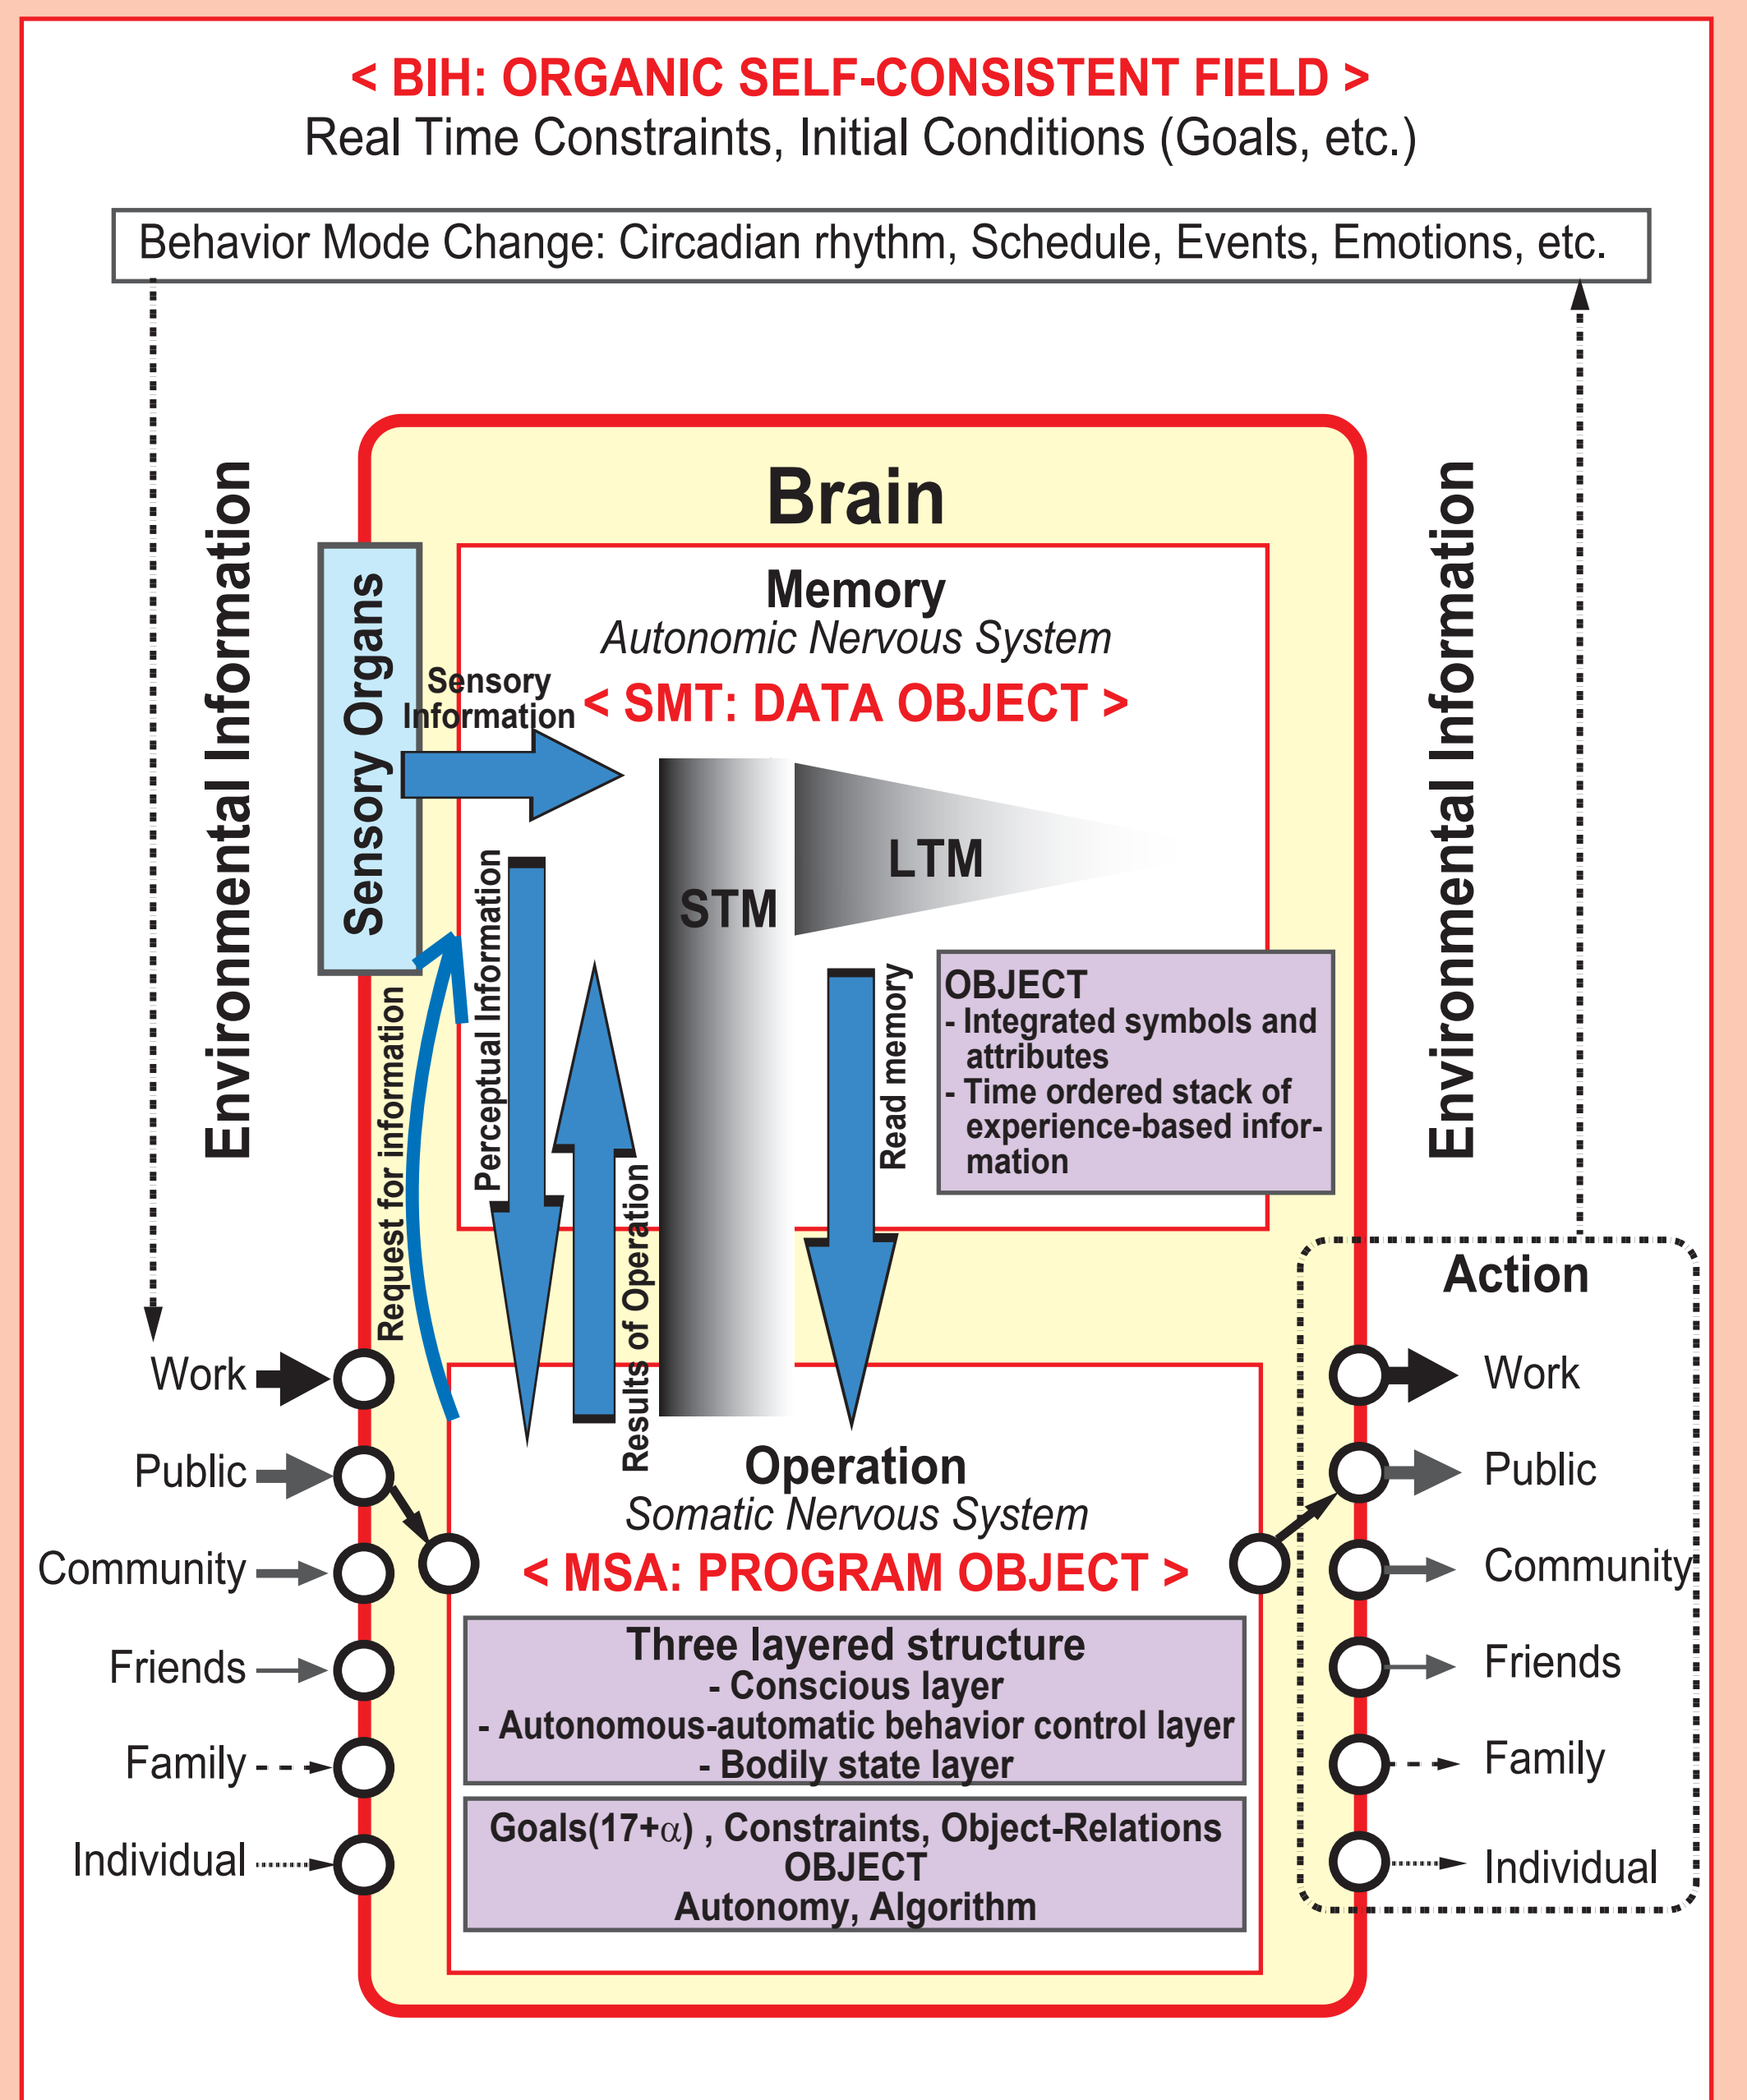 < BIH: ORGANIC SELF-CONSISTENT FIELD >
Real Time Constraints, Initial Conditions (Goals, etc.)
Behavior Mode Change: Circadian rhythm, Schedule, Events, Emotions, etc.
Environmental Information
Brain
Sensory Organs
Memory
Autonomic Nervous System
< SMT: DATA OBJECT >
Sensory
Information
STM
LTM
Perceptual Information
Request for information
Results of Operation
Read memory
OBJECT
- Integrated symbols and
attributes
- Time ordered stack of
experience-based infor-
mation
Environmental Information
Work
Public
Community
Friends
Family
Individual
Operation
Somatic Nervous System
< MSA: PROGRAM OBJECT >
Three layered structure
- Conscious layer
- Autonomous-automatic behavior control layer
- Bodily state layer
Goals(17+α) , Constraints, Object-Relations
OBJECT
Autonomy, Algorithm
Action
Work
Public
Community
Friends
Family
Individual